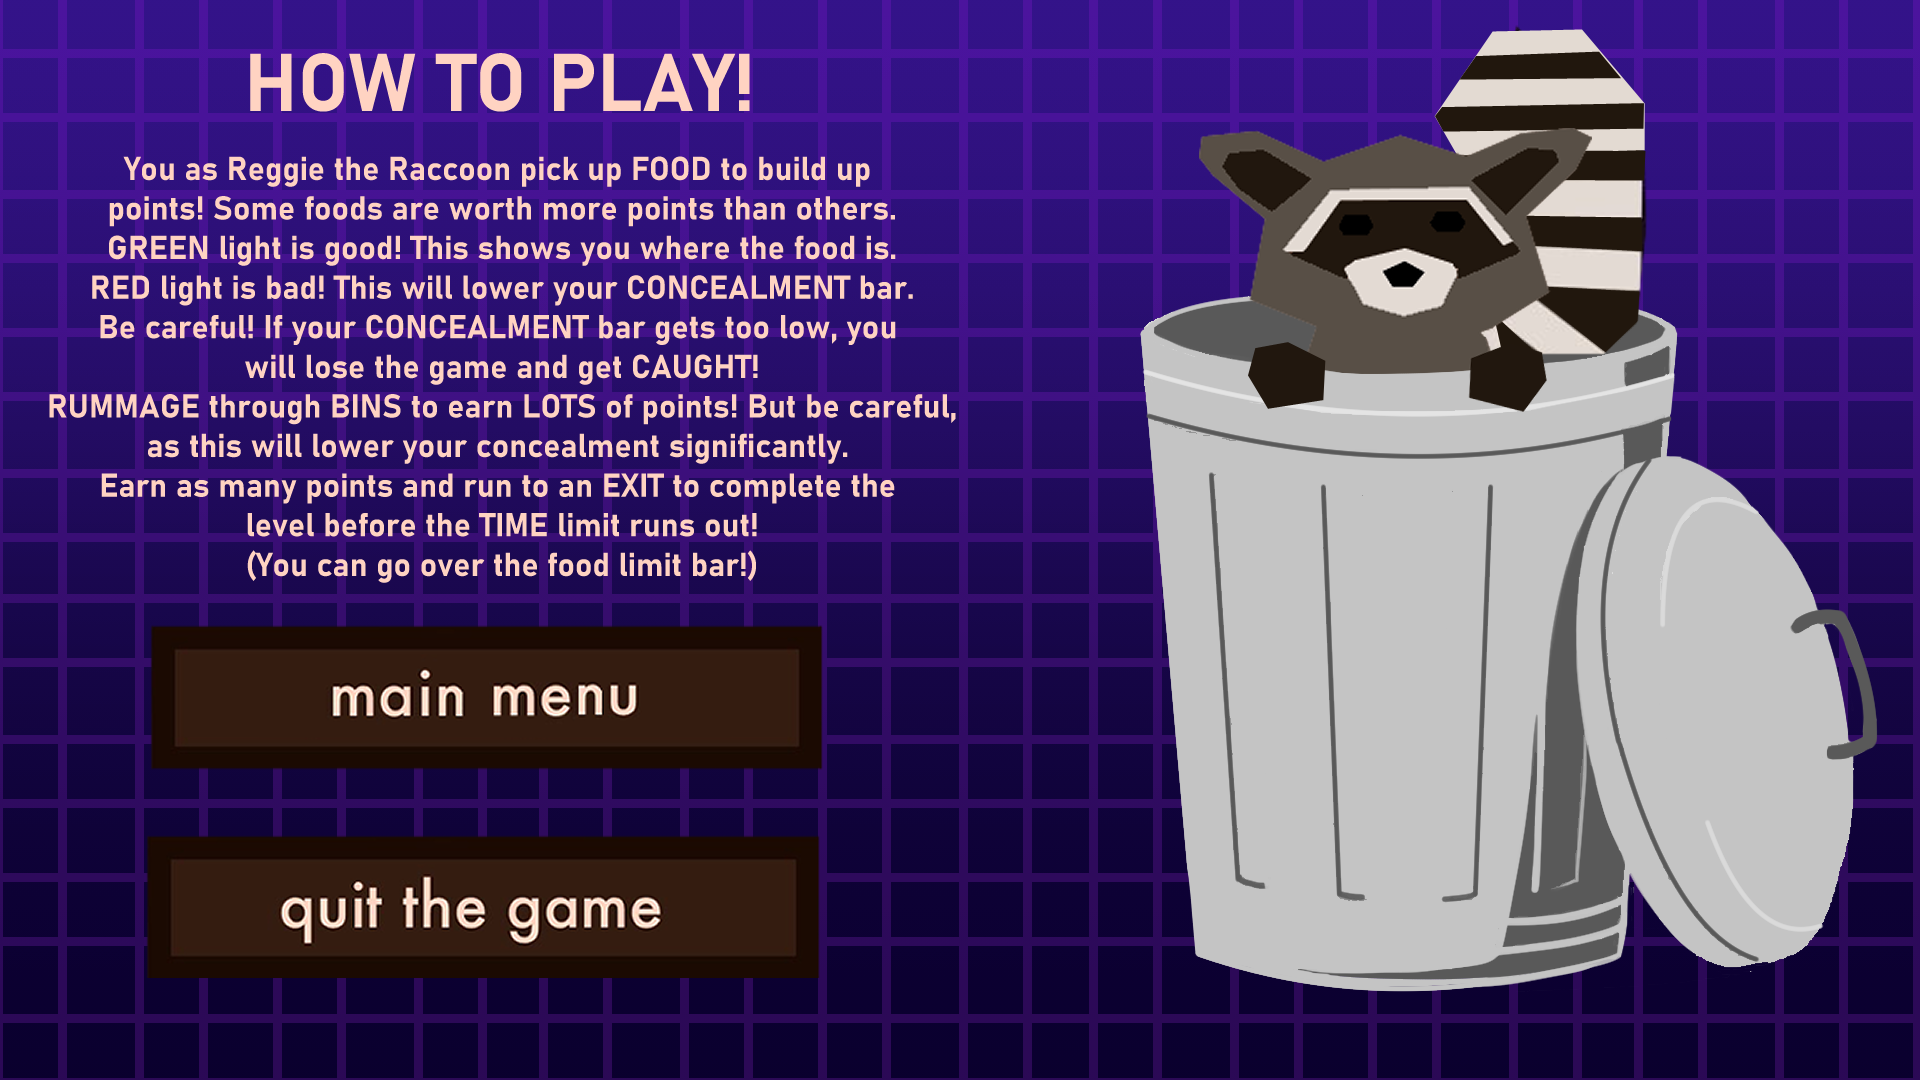 HOW TO PLAY!
You as Reggie the Raccoon pick up FOOD to build up
points! Some foods are worth more points than others.
GREEN light is good! This shows you where the food is.
RED light is bad! This will lower your CONCEALMENT bar.
Be careful! If your CONCEALMENT bar gets too low, you
will lose the game and get CAUGHT!
RUMMAGE through BINS to earn LOTS of points! But be careful,
as this will lower your concealment significantly.
Earn as many points and run to an EXIT to complete the
level before the TIME limit runs out!
(You can go over the food limit bar!)
main menu
quit the game